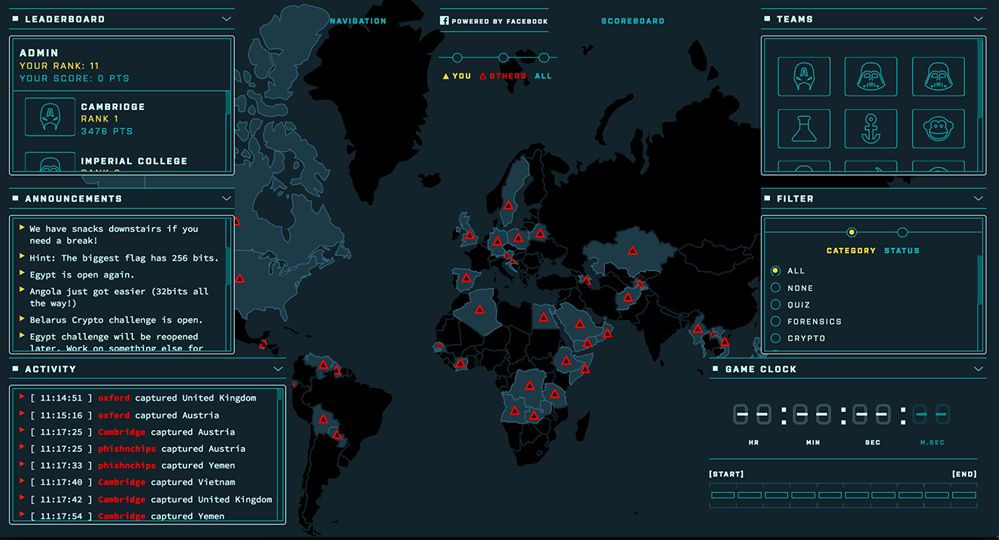 LEADERBOARD
ADMIN
YOUR RANK: 11
YOUR SCORE: 0 PTS
CAMBRIDGE
RANK 1
3476 PTS
IMPERIAL COLLEGE
ANNOUNCEMENTS
We have snacks downstairs if you
need a break!
Hint: The biggest flag has 256 bits.
Egypt is open again.
Angola just got easier (32bits all
the way!)
Belarus Crypto challenge is open.
Egypt challenge will be reopened
later. Work on something else for
ACTIVITY
[ 11:14:51 ] oxford captured United Kingdom
[ 11:15:16 ] oxford captured Austria
[ 11:17:25 ] Cambridge captured Austria
[ 11:17:25 ] phishnchips captured Austria
[ 11:17:33 ] phishnchips captured Yemen
[ 11:17:40 ] Cambridge captured Vietnam
[ 11:17:42 ] Cambridge captured United Kingdom
[ 11:17:54 ] Cambridge captured Yemen
NAVIGATION
POWERED BY FACEBOOK
SCOREBOARD
YOU OTHERS ALL
TEAMS
FILTER
CATEGORY STATUS
ALL
NONE
QUIZ
FORENSICS
CRYPTO
GAME CLOCK
-- : -- : -- : --
HR MIN SEC M.SEC
[START] [END]